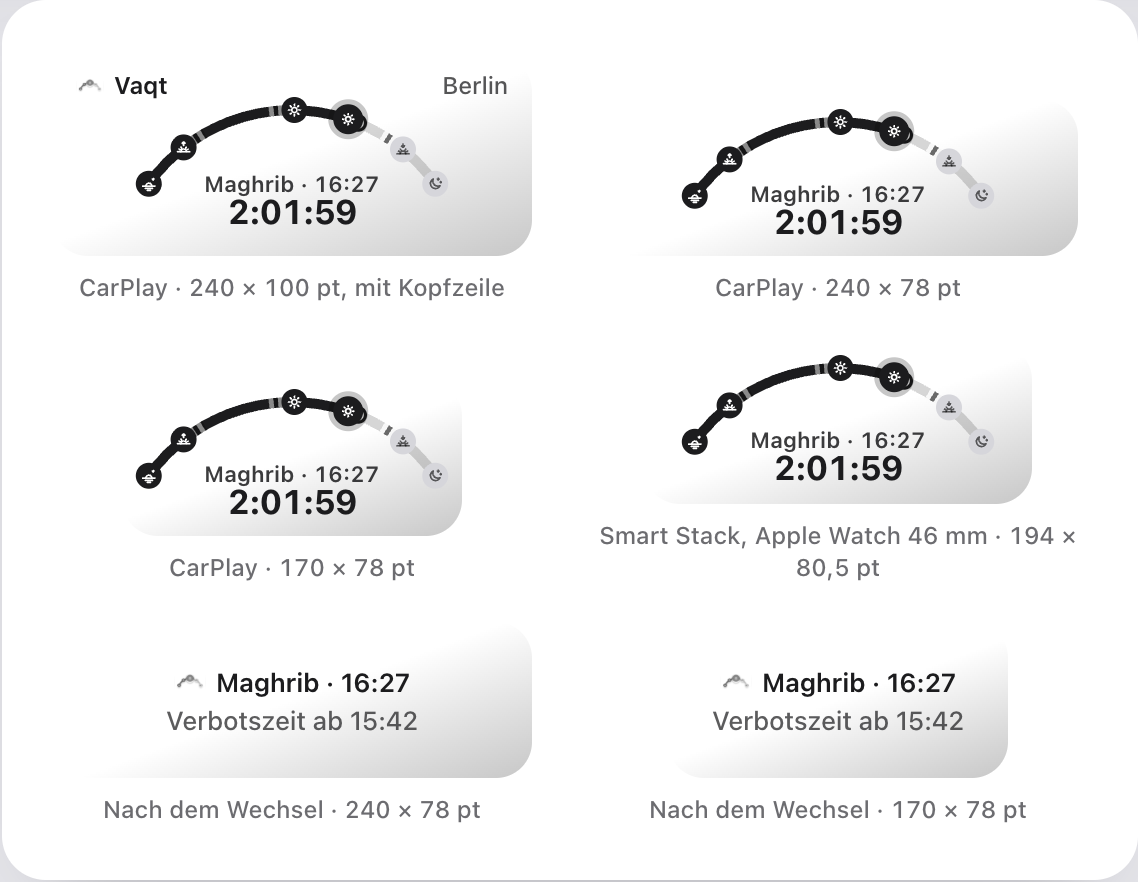 Vaqt
Berlin
Maghrib · 16:27
2:01:59
CarPlay · 240 × 100 pt, mit Kopfzeile
Maghrib · 16:27
2:01:59
CarPlay · 240 × 78 pt
Maghrib · 16:27
2:01:59
CarPlay · 170 × 78 pt
Maghrib · 16:27
2:01:59
Smart Stack, Apple Watch 46 mm · 194 ×
80,5 pt
Maghrib · 16:27
Verbotszeit ab 15:42
Nach dem Wechsel · 240 × 78 pt
Maghrib · 16:27
Verbotszeit ab 15:42
Nach dem Wechsel · 170 × 78 pt